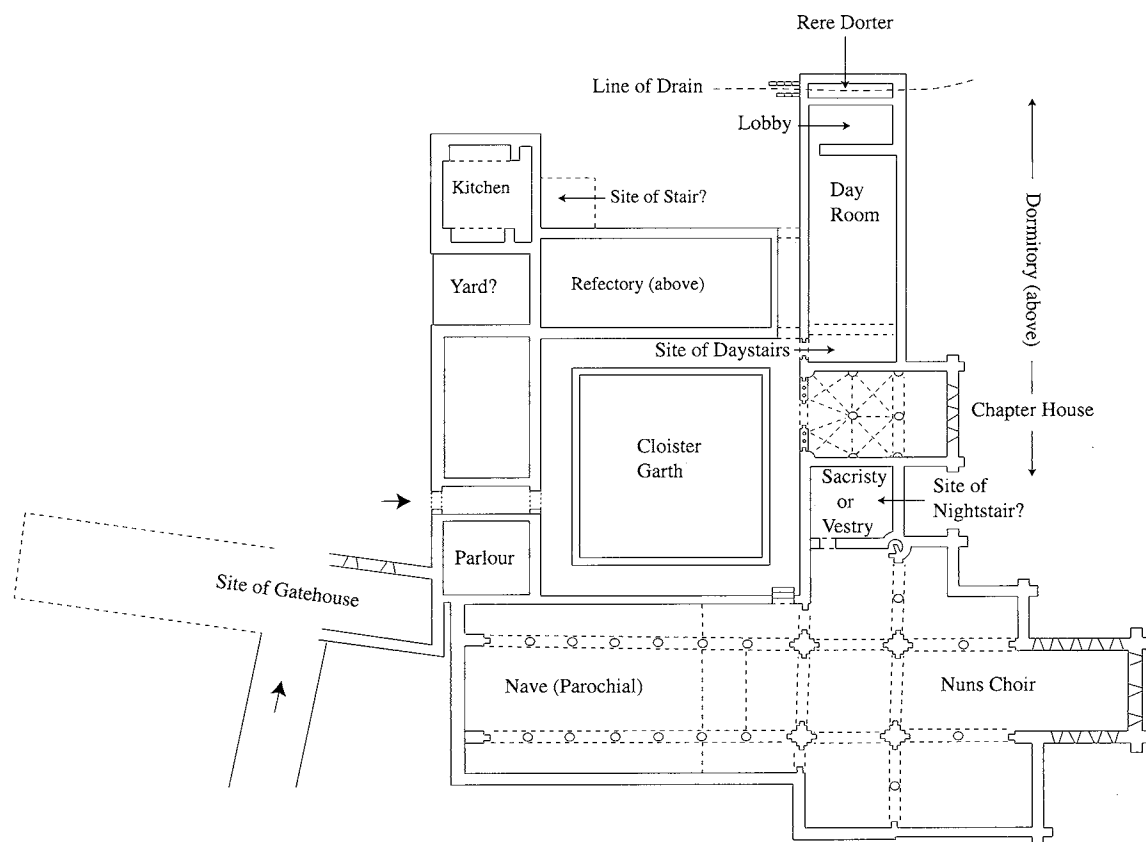 Rere Dorter
Line of Drain
Lobby
Kitchen
Site of Stair?
Day
Room
Dormitory (above)
Yard?
Refectory (above)
Site of Daystairs
Chapter House
Cloister
Garth
Sacristy
or
Vestry
Site of
Nightstair?
Parlour
Site of Gatehouse
Nave (Parochial)
Nuns Choir